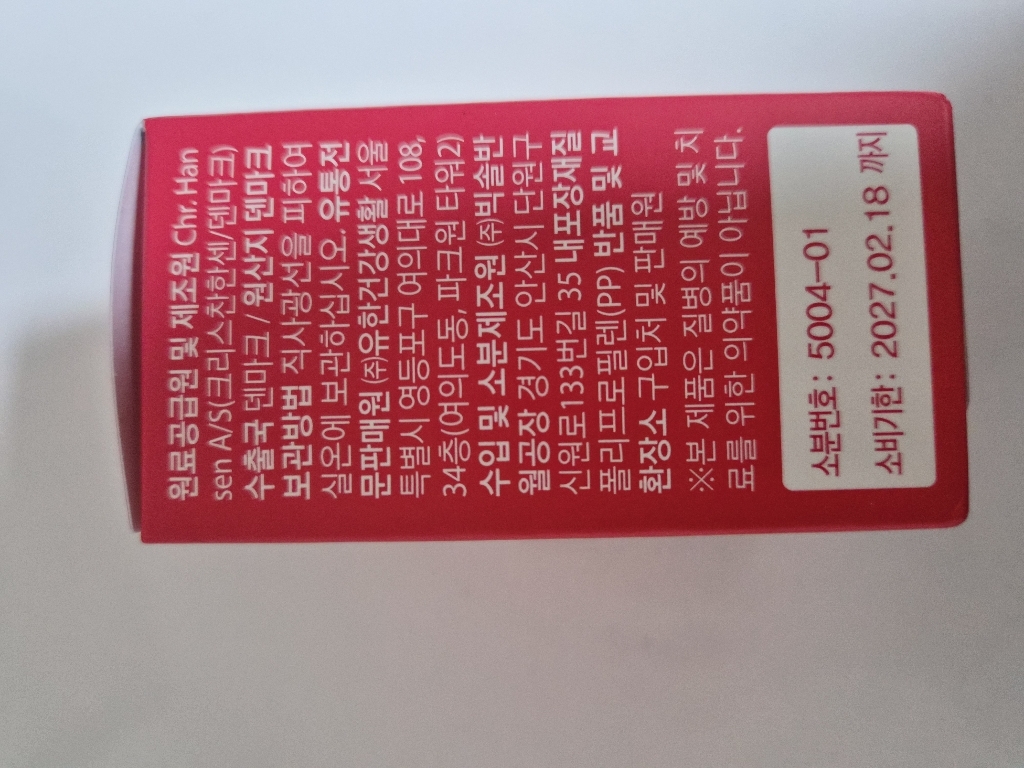 원료공급원 및 제조원 Chr. Han
sen A/S(크리스찬한센/덴마크)
수출국 덴마크 / 원산지 덴마크
보관방법 직사광선을 피하여
실온에 보관하십시오. 유통전
문판매원 (주)유한건강생활 서울
특별시 영등포구 여의대로 108,
34층(여의도동, 파크원 타워2)
수입 및 소분제조원 (주)빅솔반
월공장 경기도 안산시 단원구
신원로133번길 35 내포장재질
폴리프로필렌(PP) 반품 및 교
환장소 구입처 및 판매원
※본 제품은 질병의 예방 및 치
료를 위한 의약품이 아닙니다.
소분번호: 5004-01
소비기한: 2027.02.18 까지